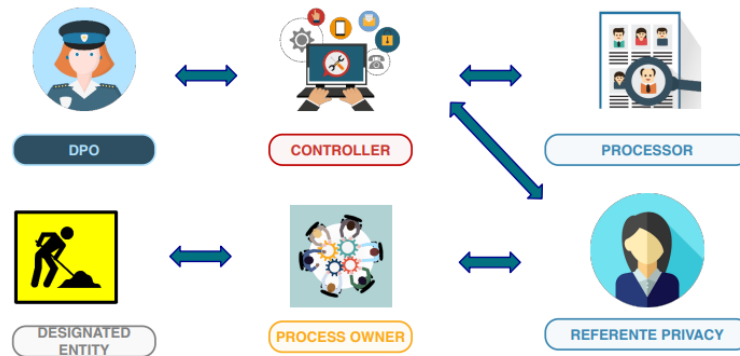 DPO
CONTROLLER
PROCESSOR
DESIGNATED
ENTITY
PROCESS OWNER
REFERENTE PRIVACY